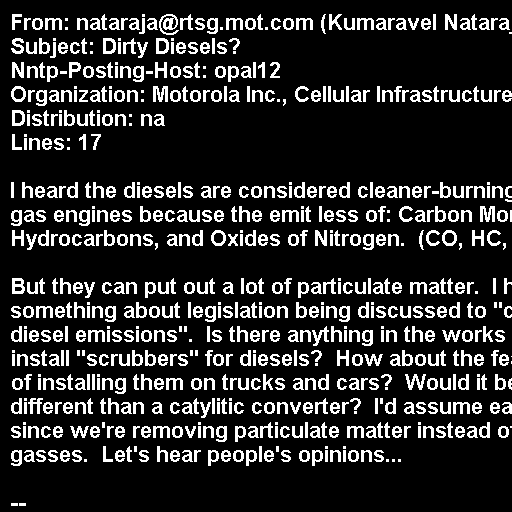 From: nataraja@rtsg.mot.com (Kumaravel Nataraj
Subject: Dirty Diesels?
Nntp-Posting-Host: opal12
Organization: Motorola Inc., Cellular Infrastructure
Distribution: na
Lines: 17
I heard the diesels are considered cleaner-burning
gas engines because the emit less of: Carbon Mo
Hydrocarbons, and Oxides of Nitrogen.  (CO, HC,
But they can put out a lot of particulate matter.  I h
something about legislation being discussed to "c
diesel emissions".  Is there anything in the works
install "scrubbers" for diesels?  How about the fea
of installing them on trucks and cars?  Would it be
different than a catylitic converter?  I'd assume ea
since we're removing particulate matter instead of
gasses.  Let's hear people's opinions...
--